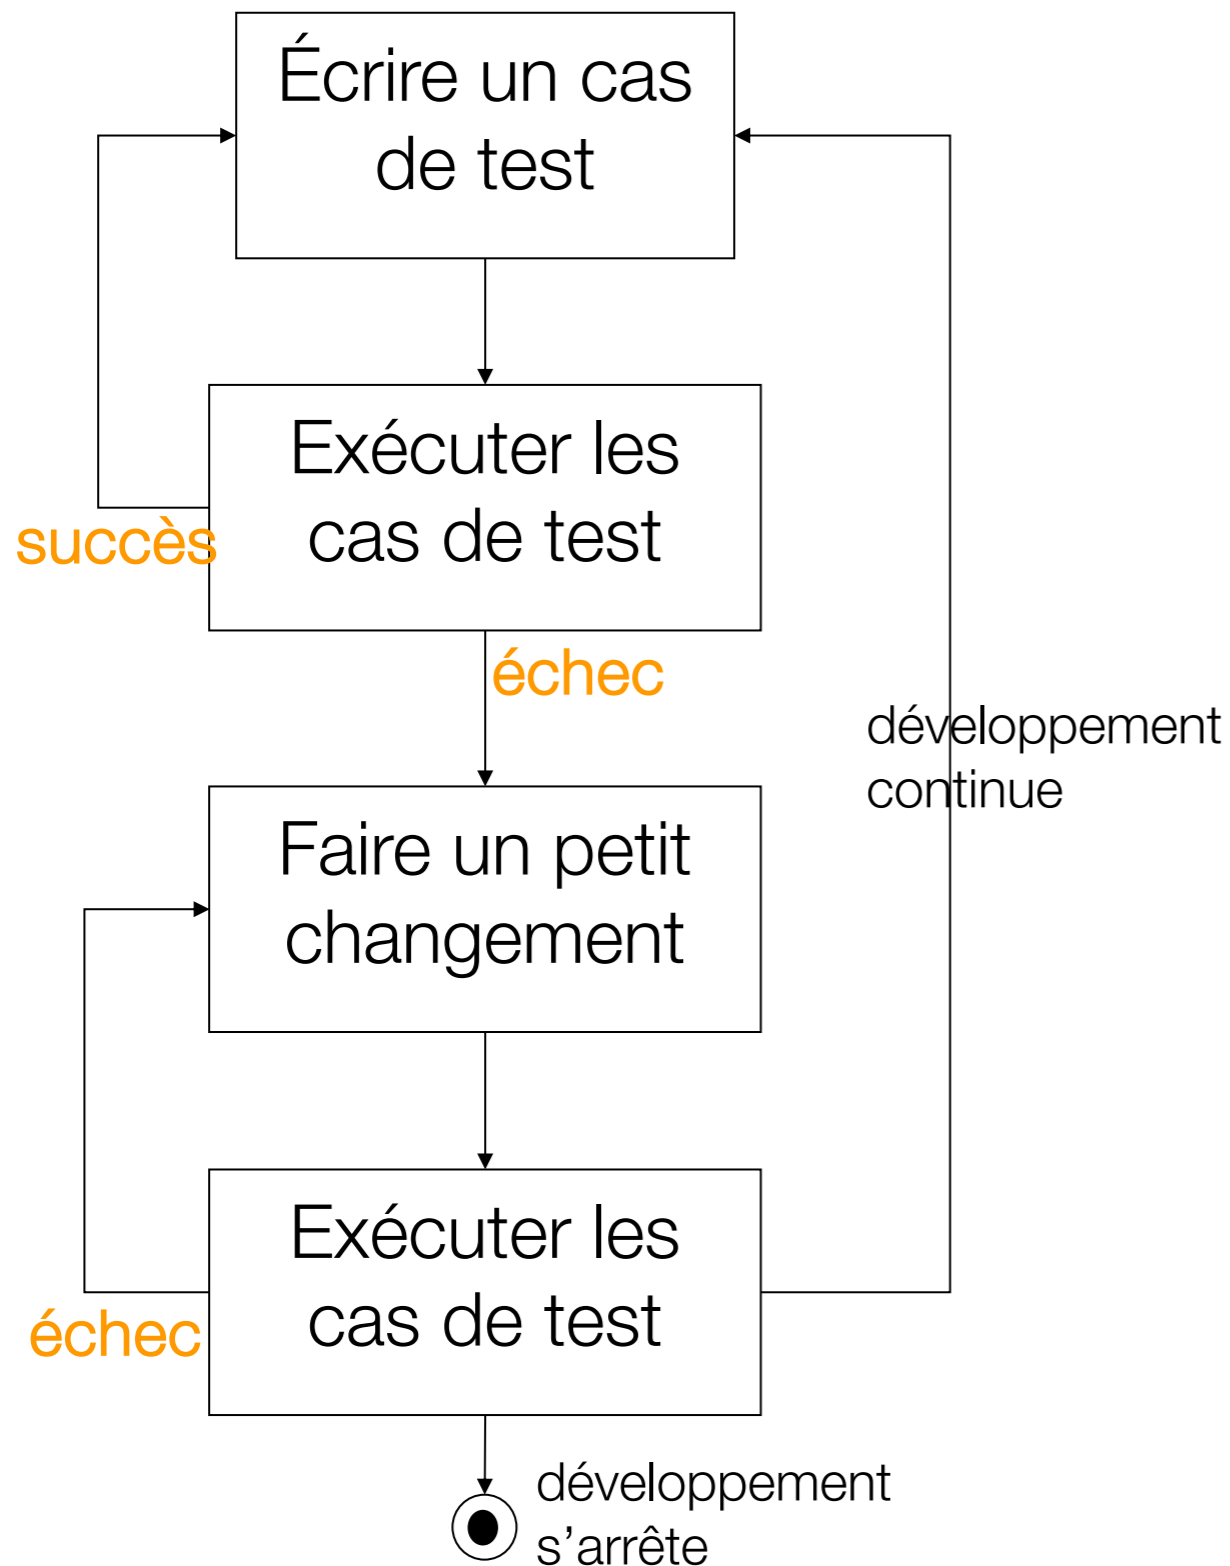 Écrire un cas
de test
Exécuter les
cas de test
succès
échec
développement
continue
Faire un petit
changement
Exécuter les
cas de test
échec
développement
s’arrête